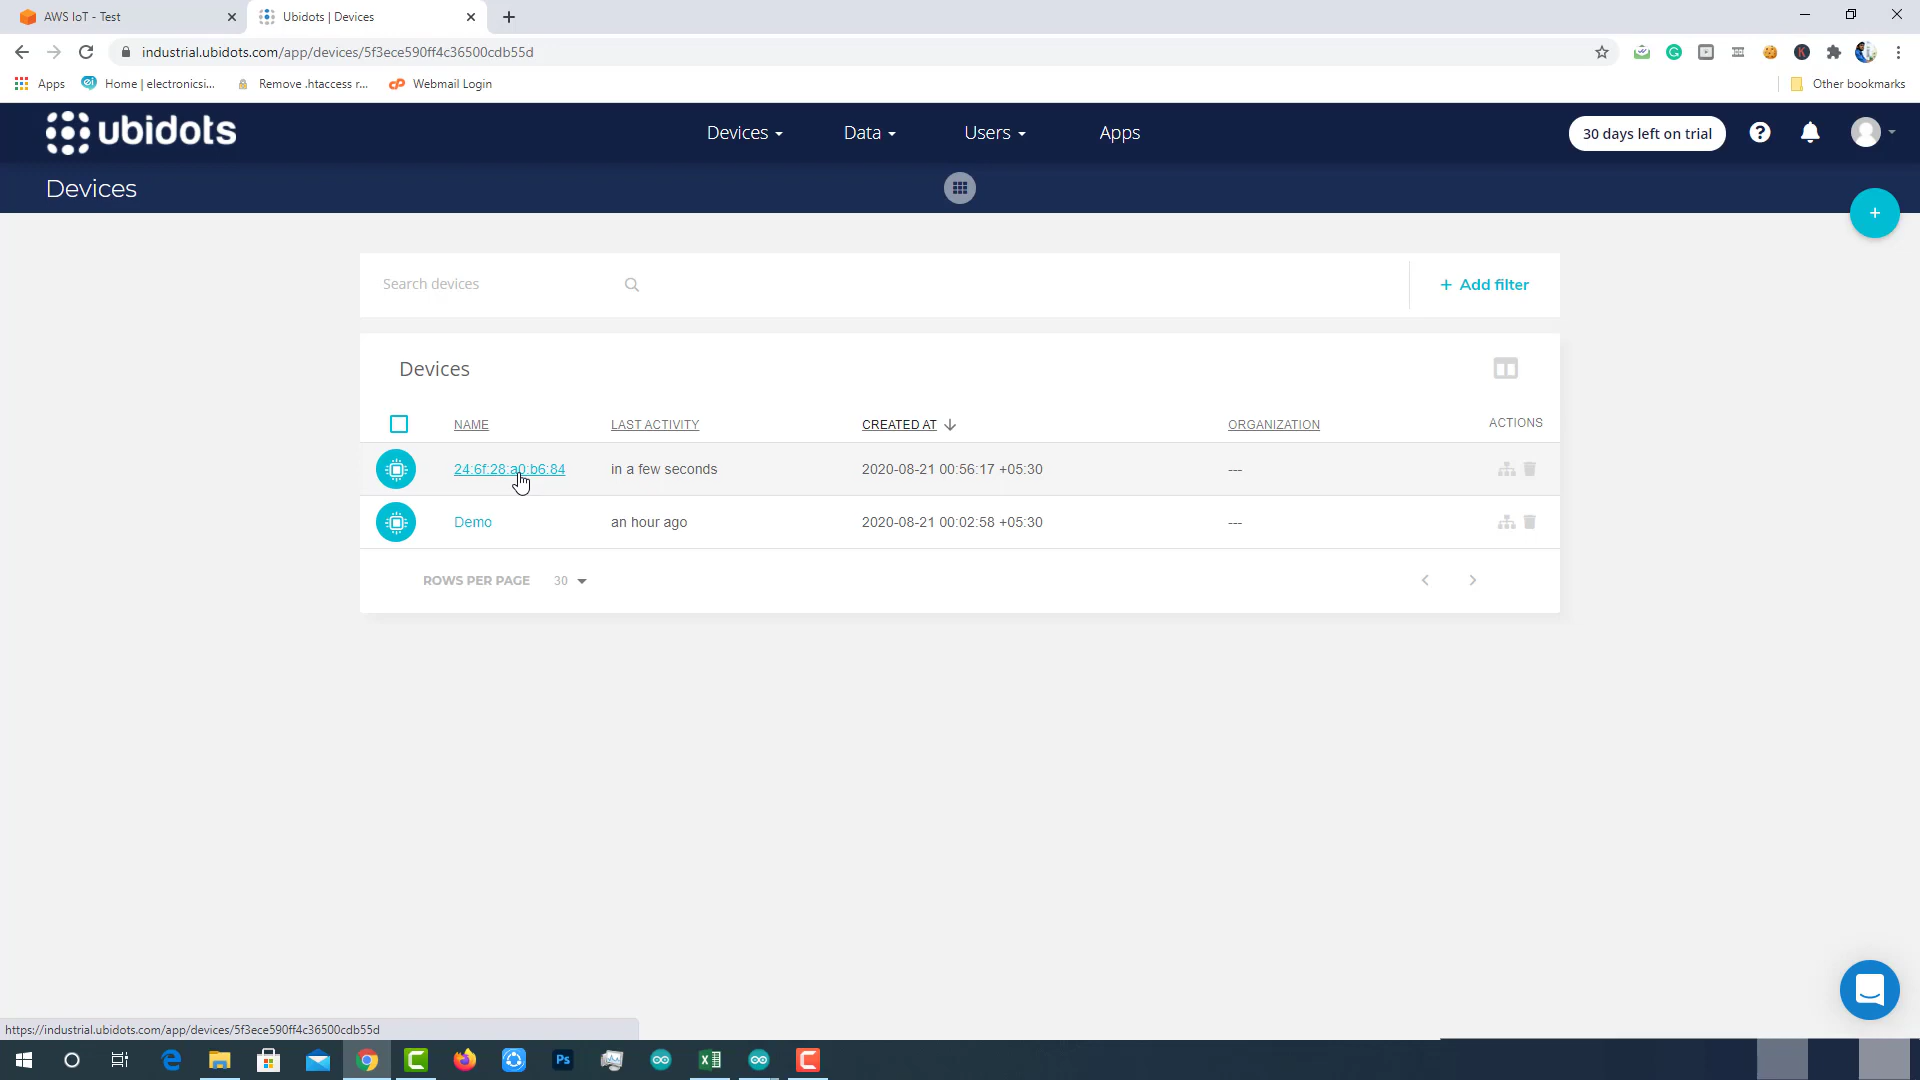 AWS IoT - Test
Ubidots | Devices
industrial.ubidots.com/app/devices/5f3ece590ff4c36500cdb55d
Apps
Home | electronicsi...
Remove .htaccess r...
Webmail Login
Other bookmarks
ubidots
Devices
Data
Users
Apps
30 days left on trial
Devices
Search devices
+ Add filter
Devices
NAME LAST ACTIVITY CREATED AT ORGANIZATION ACTIONS
24:6f:28:a0:b6:84 in a few seconds 2020-08-21 00:56:17 +05:30 ---
Demo an hour ago 2020-08-21 00:02:58 +05:30 ---
ROWS PER PAGE 30
https://industrial.ubidots.com/app/devices/5f3ece590ff4c36500cdb55d